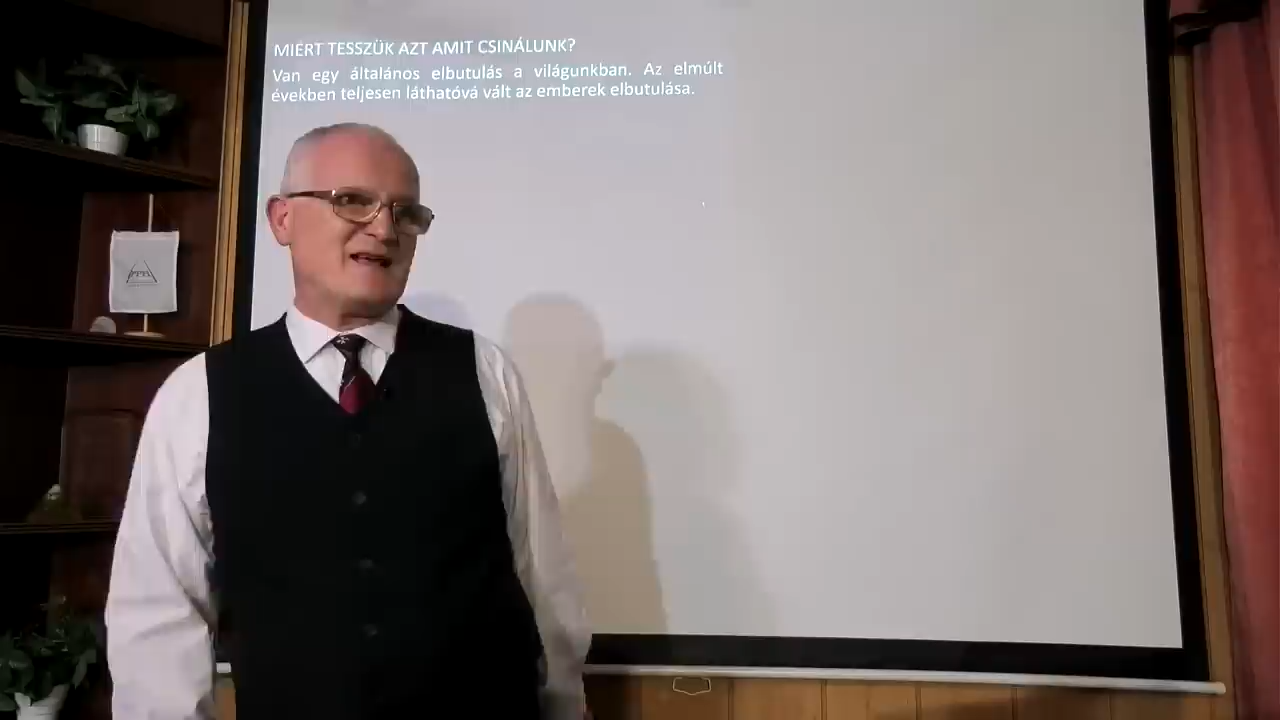 MIÉRT TESSZÜK AZT AMIT CSINÁLUNK?
Van egy általános elbutulás a világunkban. Az elmúlt
években teljesen láthatóvá vált az emberek elbutulása.